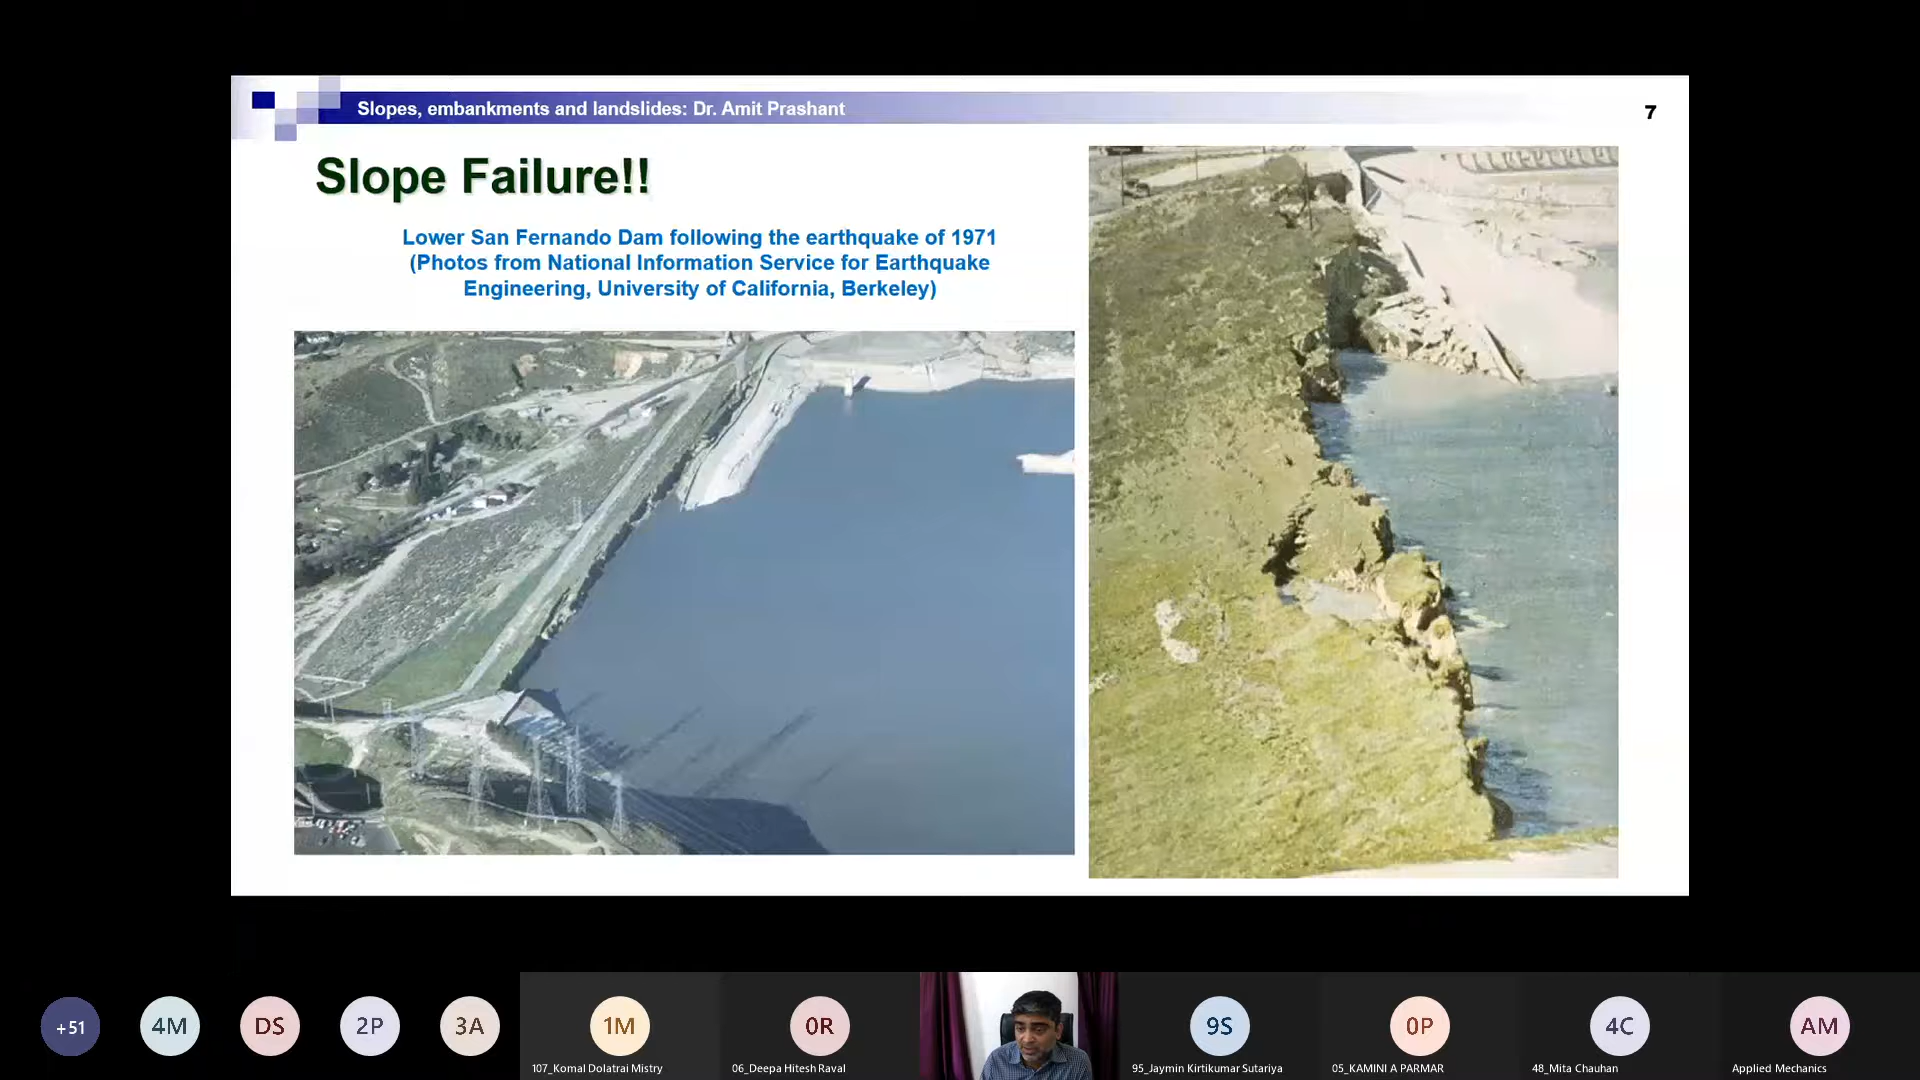 Slopes, embankments and landslides: Dr. Amit Prashant
7
Slope Failure!!
Lower San Fernando Dam following the earthquake of 1971
(Photos from National Information Service for Earthquake
Engineering, University of California, Berkeley)
+51
4M
DS
2P
3A
1M
0R
9S
0P
4C
AM
107_Komal Dolatrai Mistry
06_Deepa Hitesh Raval
95_Jaymin Kirtikumar Sutariya
05_KAMINI A PARMAR
48_Mita Chauhan
Applied Mechanics